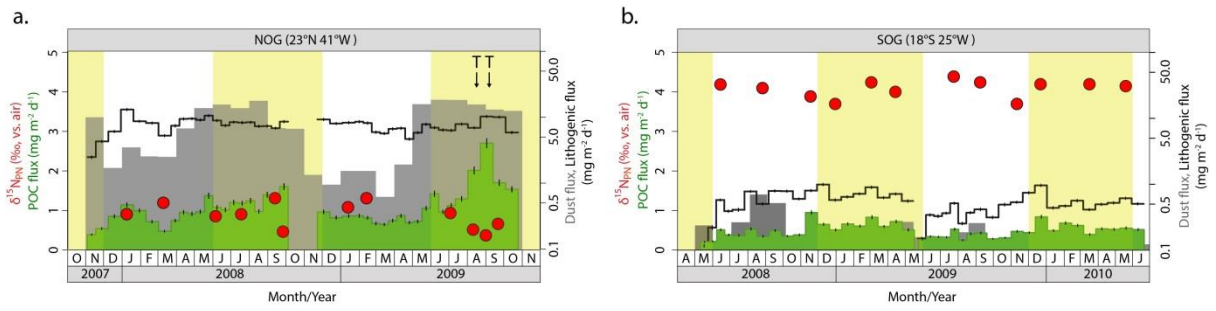 a.
NOG (23°N 41°W )
5
4
3
2
1
0
δ¹⁵N_PN (‰, vs. air)
POC flux (mg m⁻² d⁻¹)
T T
50.0
5.0
0.5
0.1
Dust flux, Lithogenic flux
(mg m⁻² d⁻¹)
O N D J F M A M J J A S O N D J F M A M J J A S O N
2007 2008 2009
Month/Year
b.
SOG (18°S 25°W )
5
4
3
2
1
0
δ¹⁵N_PN (‰, vs. air)
POC flux (mg m⁻² d⁻¹)
50.0
5.0
0.5
0.1
Dust flux, Lithogenic flux
(mg m⁻² d⁻¹)
A M J J A S O N D J F M A M J J A S O N D J F M A M J
2008 2009 2010
Month/Year